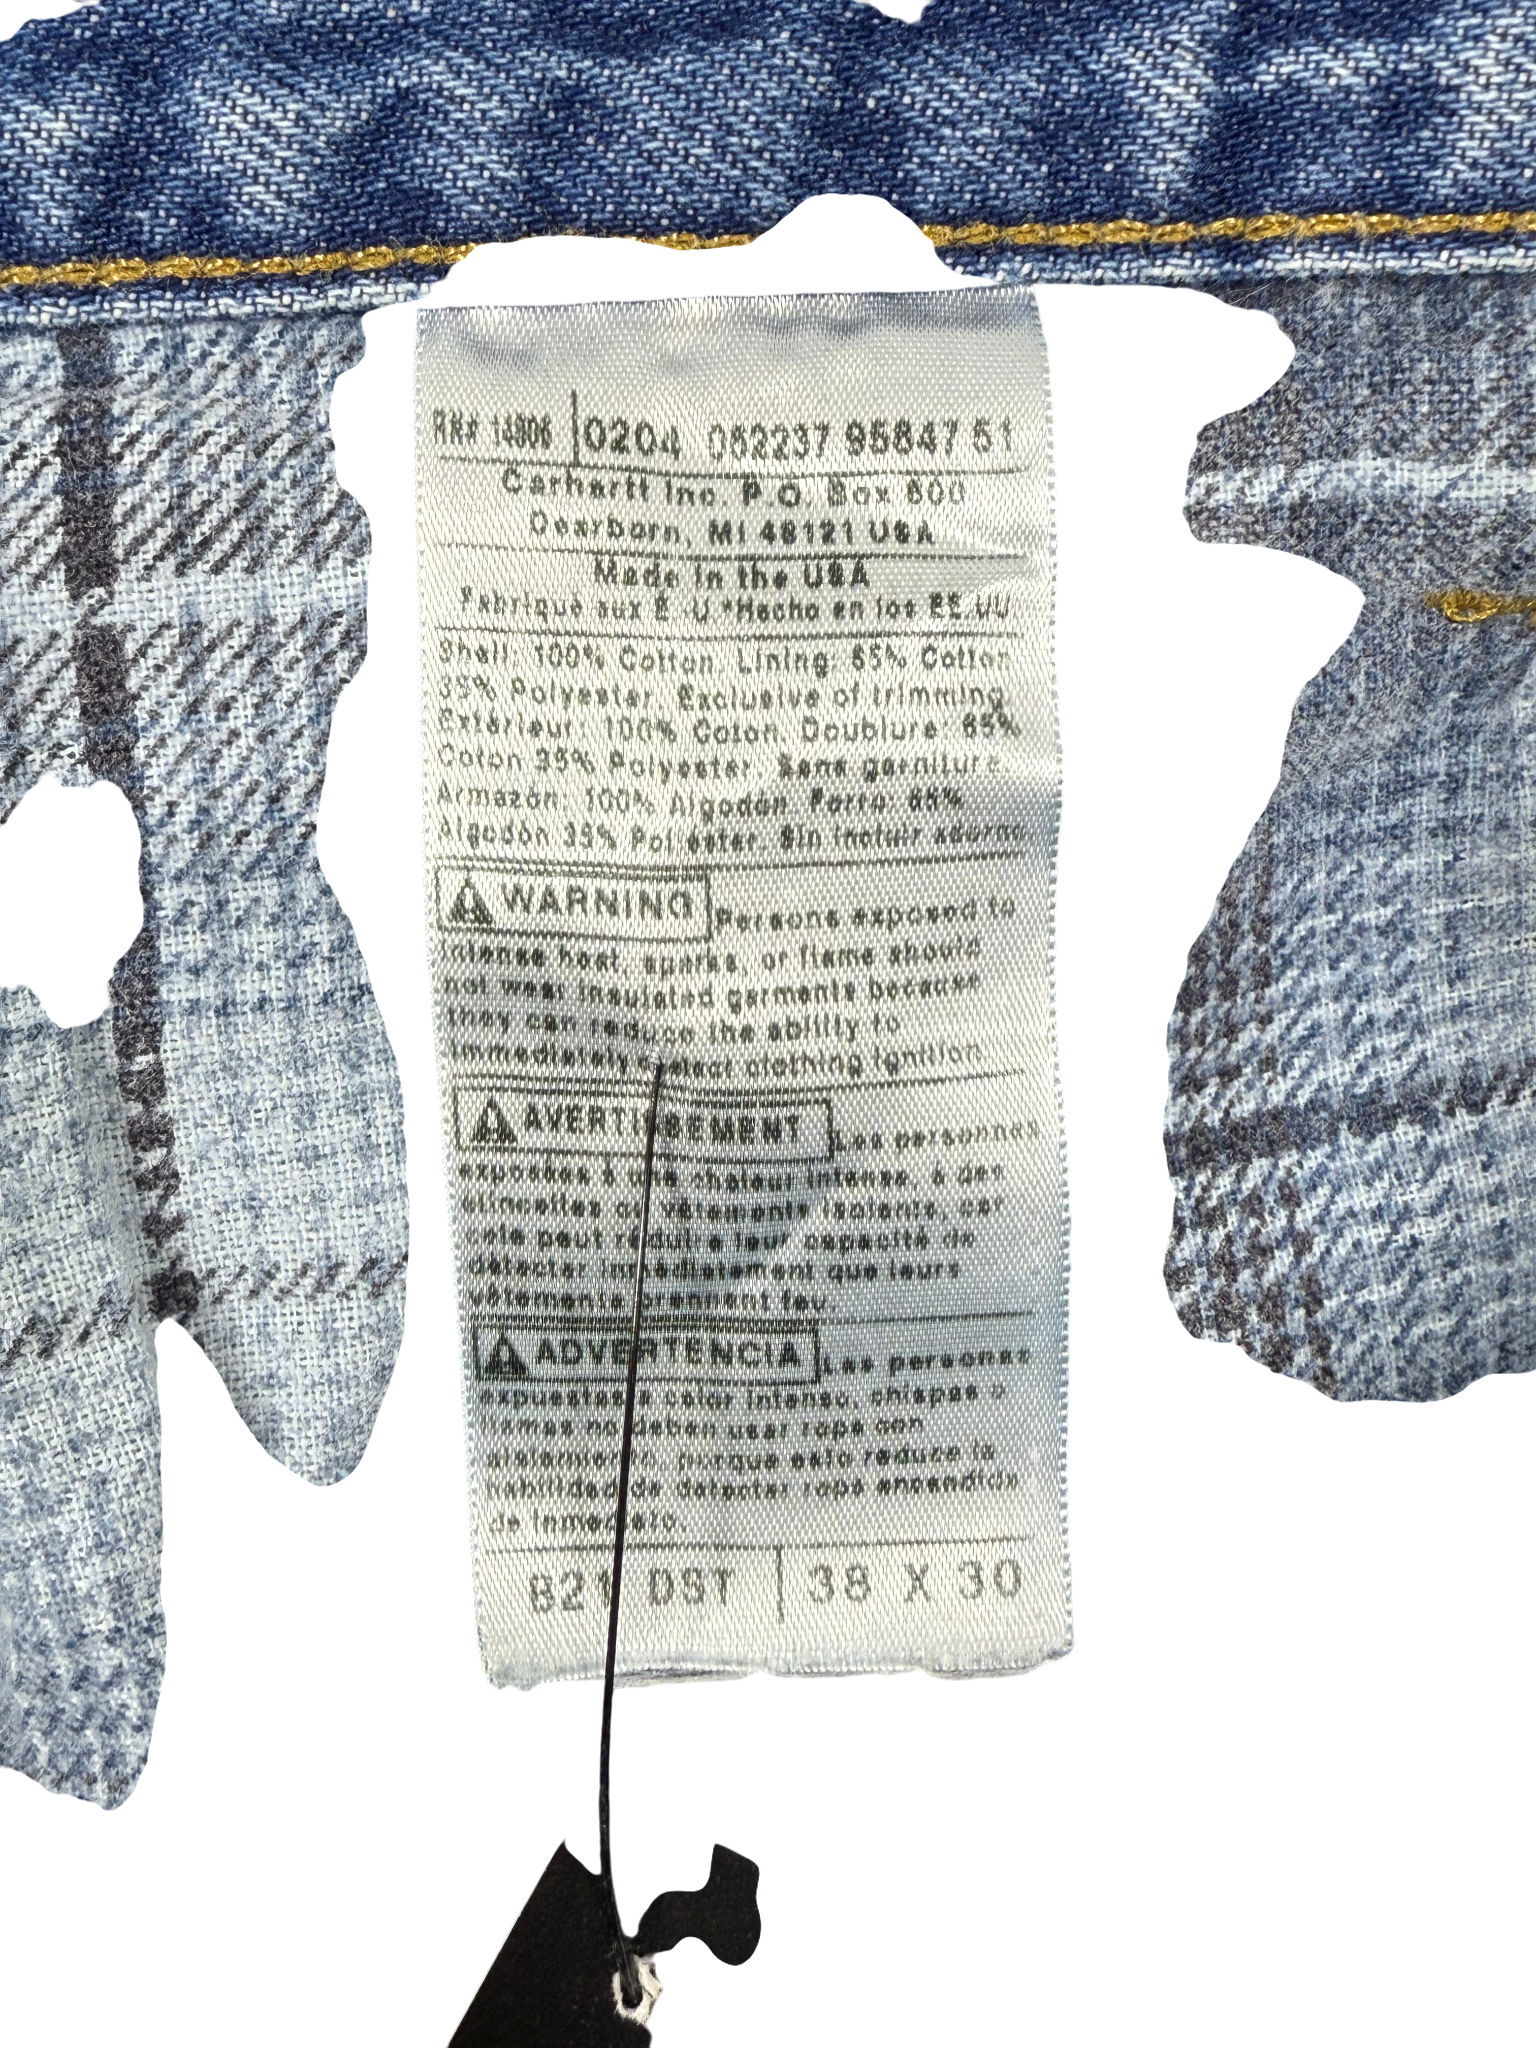 RN# 14806 0204 052237 95847 51
Carhartt Inc. P.O. Box 600
Dearborn, MI 48121 USA
Made in the USA
Fabriqué aux É.-U *Hecho en los EE.UU
Shell: 100% Cotton. Lining: 65% Cotton
35% Polyester. Exclusive of trimming
Extérieur: 100% Coton. Doublure: 65%
Coton 35% Polyester. Sans garniture
Armazón: 100% Algodón. Forro: 65%
Algodón 35% Poliester. Sin incluir adorno
WARNING Persons exposed to
intense heat, sparks, or flame should
not wear insulated garments because
they can reduce the ability to
immediately detect clothing ignition
AVERTISSEMENT Les personnes
exposées à une chaleur intense, à des
étincelles ou vêtements isolants, car
cela peut réduire leur capacité de
détecter immédiatement que leurs
vêtements prennent feu.
ADVERTENCIA Las personas
expuestas a calor intenso, chispas o
llamas no deben usar ropa con
aislamiento, porque esto reduce la
habilidad de detectar ropa encendida
de inmediato.
821 DST 38 X 30